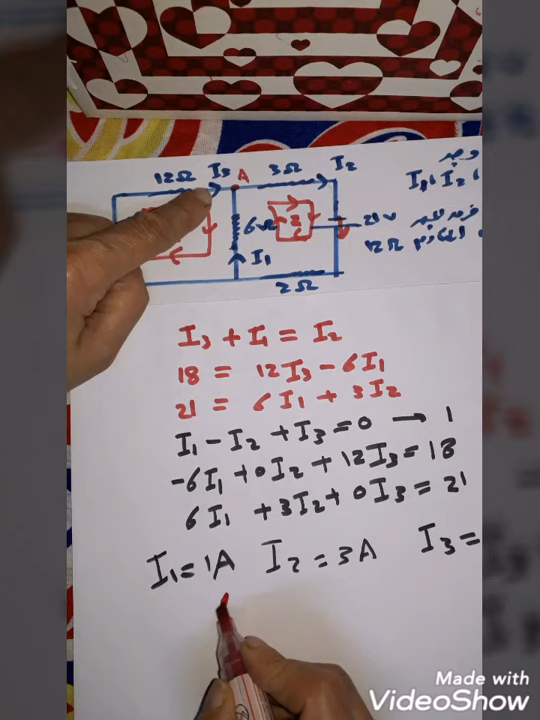 12Ω I3 A 3Ω I2
6Ω 2 21v
I1
2Ω
12Ω
I3 + I1 = I2
18 = 12I3 - 6I1
21 = 6I1 + 3I2
I1 - I2 + I3 = 0 → 1
-6I1 + 0I2 + 12I3 = 18
6I1 + 3I2 + 0I3 = 21
I1 = 1A I2 = 3A I3 =
Made with
VideoShow